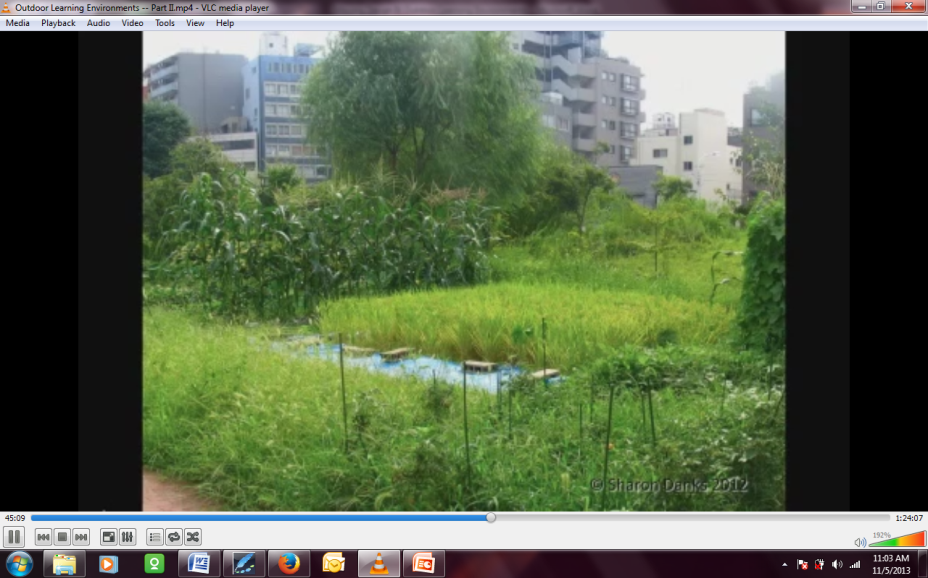 Outdoor Learning Environments -- Part II.mp4 - VLC media player
Media Playback Audio Video Tools View Help
© Sharon Danks 2012
45:09
1:24:07
192%
11:03 AM
11/5/2013